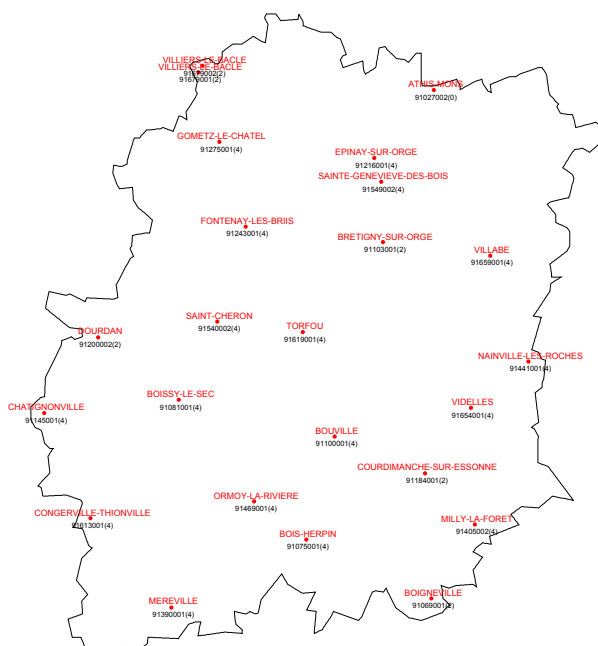 VILLIERS-LE-BACLE
91679002(2)
VILLIERS-LE-BACLE
91679001(2)
ATHIS-MONS
91027002(0)
GOMETZ-LE-CHATEL
91275001(4)
EPINAY-SUR-ORGE
91216001(4)
SAINTE-GENEVIEVE-DES-BOIS
91549002(4)
FONTENAY-LES-BRIIS
91243001(4)
BRETIGNY-SUR-ORGE
91103001(2)
VILLABE
91659001(4)
SAINT-CHERON
91540002(4)
TORFOU
91619001(4)
DOURDAN
91200002(2)
NAINVILLE-LES-ROCHES
91441001(4)
BOISSY-LE-SEC
91081001(4)
VIDELLES
91654001(4)
CHATIGNONVILLE
91145001(4)
BOUVILLE
91100001(4)
COURDIMANCHE-SUR-ESSONNE
91184001(2)
ORMOY-LA-RIVIERE
91469001(4)
CONGERVILLE-THIONVILLE
91613001(4)
MILLY-LA-FORET
91405002(4)
BOIS-HERPIN
91075001(4)
BOIGNEVILLE
91069001(2)
MEREVILLE
91390001(4)